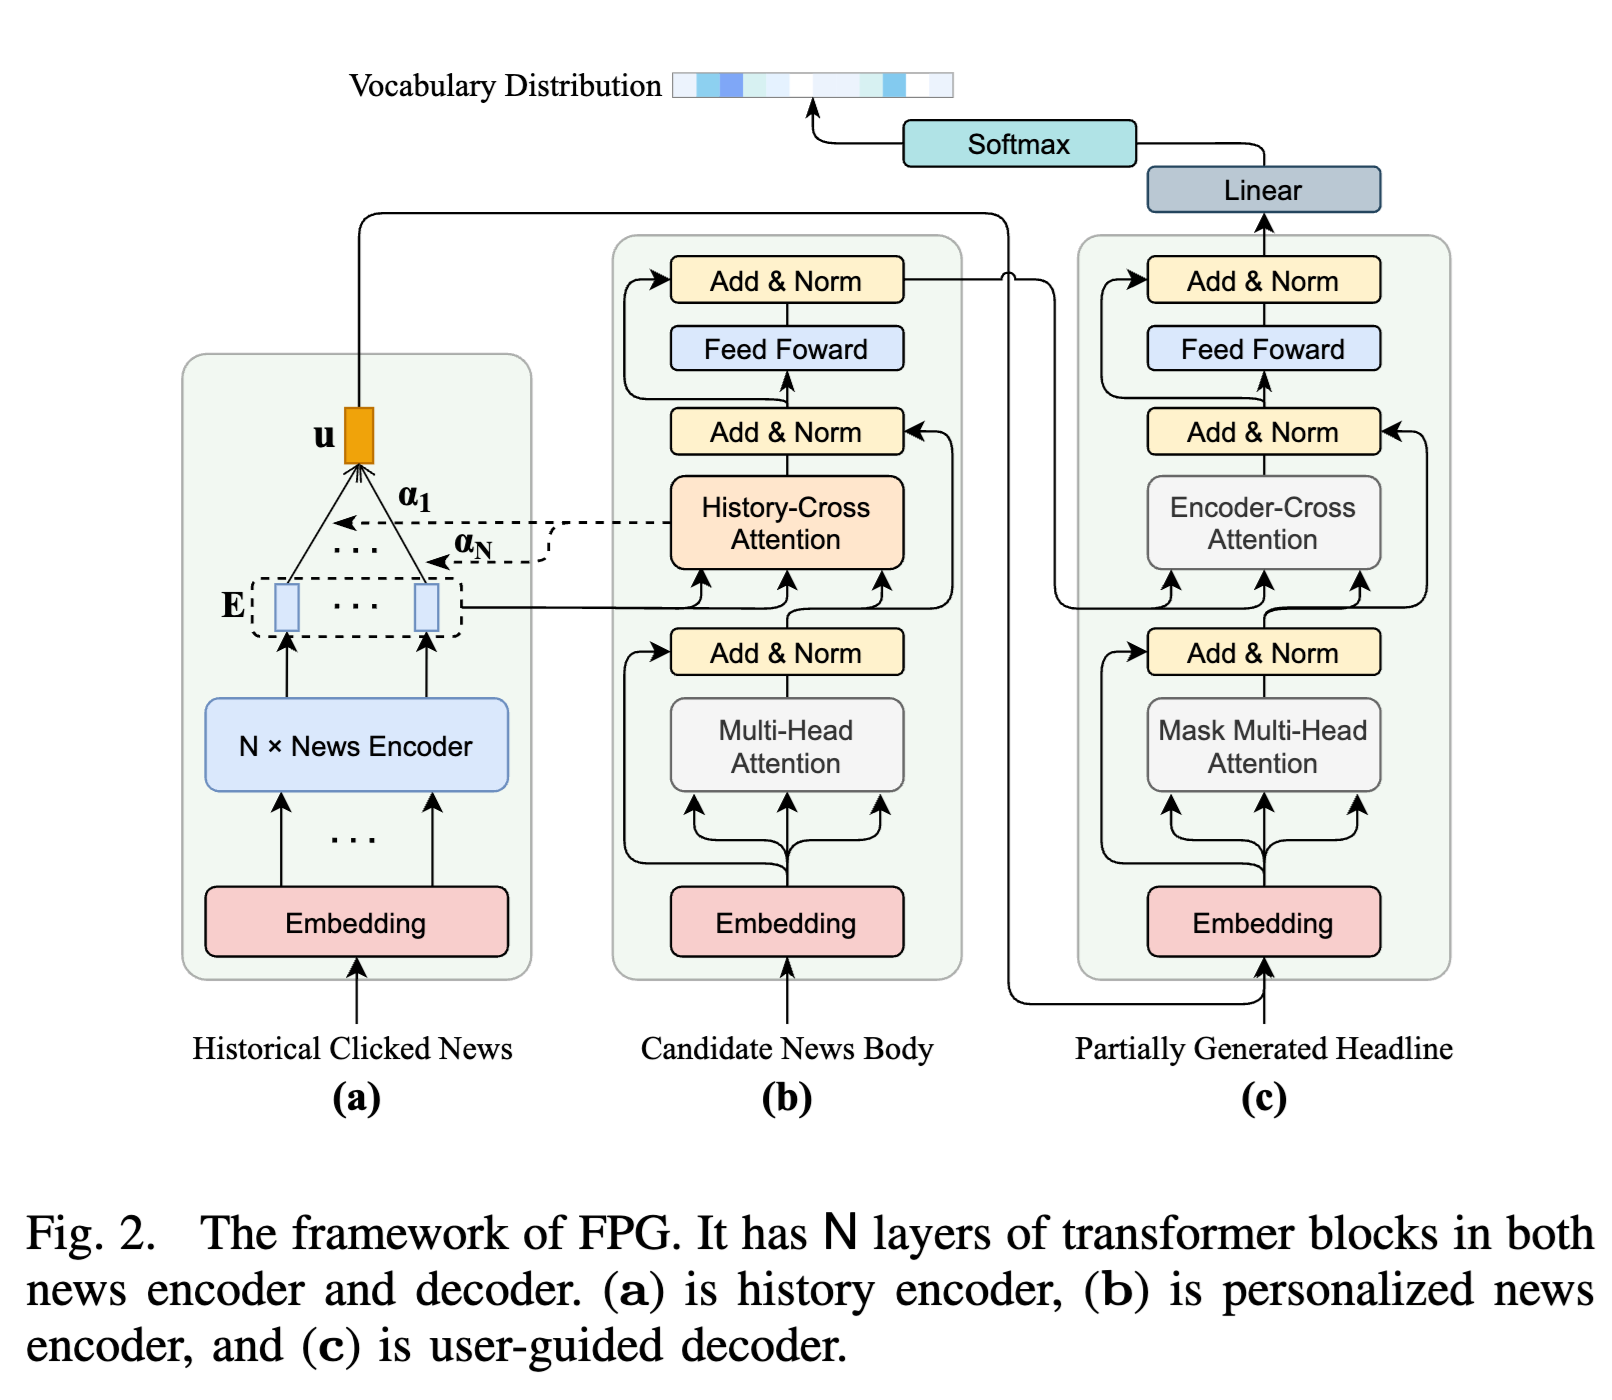 Vocabulary Distribution
Softmax
Linear
u
α1
αN
E
· · ·
· · ·
N × News Encoder
· · ·
Embedding
Historical Clicked News
(a)
Add & Norm
Feed Foward
Add & Norm
History-Cross
Attention
Add & Norm
Multi-Head
Attention
Embedding
Candidate News Body
(b)
Add & Norm
Feed Foward
Add & Norm
Encoder-Cross
Attention
Add & Norm
Mask Multi-Head
Attention
Embedding
Partially Generated Headline
(c)
Fig. 2. The framework of FPG. It has N layers of transformer blocks in both
news encoder and decoder. (a) is history encoder, (b) is personalized news
encoder, and (c) is user-guided decoder.